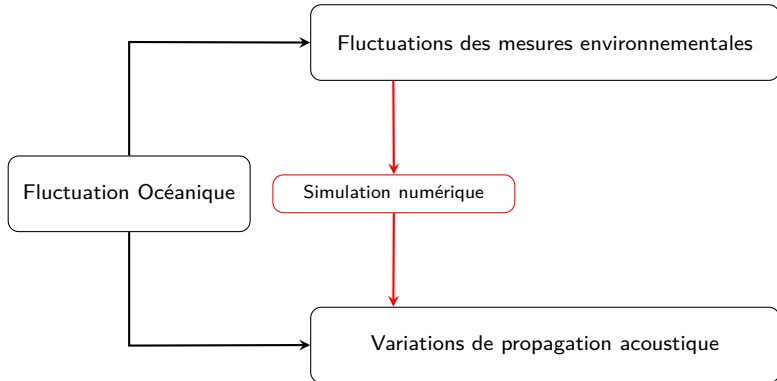 Fluctuations des mesures environnementales
Fluctuation Océanique
Simulation numérique
Variations de propagation acoustique